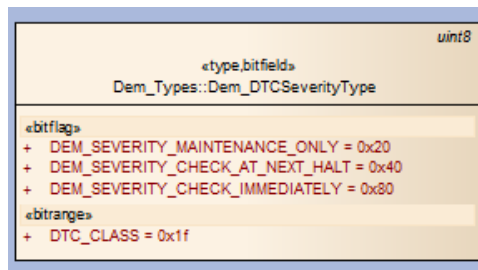 uint8
«type,bitfield»
Dem_Types::Dem_DTCSeverityType
«bitflag»
+ DEM_SEVERITY_MAINTENANCE_ONLY = 0x20
+ DEM_SEVERITY_CHECK_AT_NEXT_HALT = 0x40
+ DEM_SEVERITY_CHECK_IMMEDIATELY = 0x80
«bitrange»
+ DTC_CLASS = 0x1f